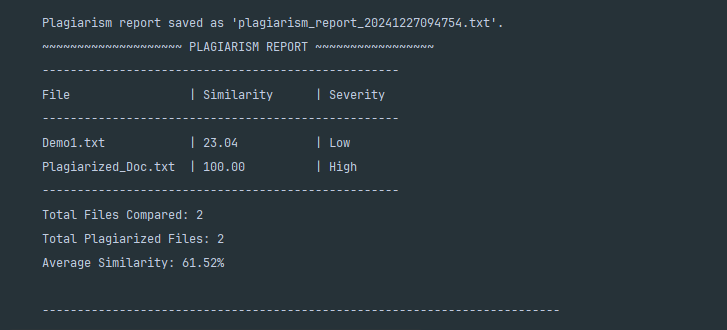 Plagiarism report saved as 'plagiarism_report_20241227094754.txt'.
~~~~~~~~~~~~~~~~~~~~ PLAGIARISM REPORT ~~~~~~~~~~~~~~~~~
---------------------------------------------------
File                 | Similarity      | Severity
---------------------------------------------------
Demo1.txt            | 23.04           | Low
Plagiarized_Doc.txt  | 100.00          | High
---------------------------------------------------
Total Files Compared: 2
Total Plagiarized Files: 2
Average Similarity: 61.52%
--------------------------------------------------------------------------